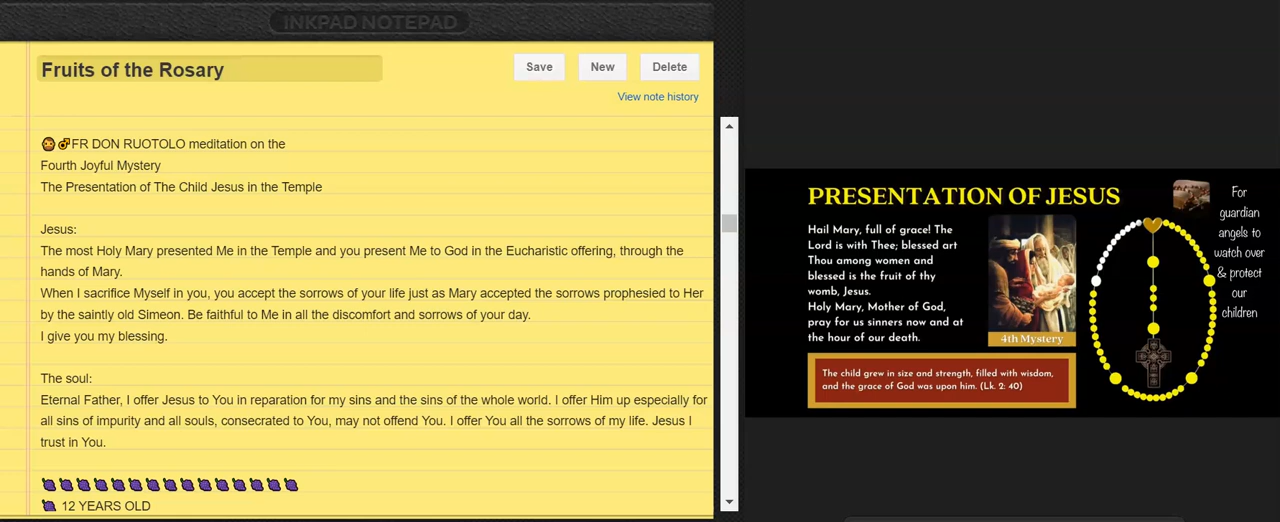 INKPAD NOTEPAD
Fruits of the Rosary
Save
New
Delete
View note history
FR DON RUOTOLO meditation on the
Fourth Joyful Mystery
The Presentation of The Child Jesus in the Temple
Jesus:
The most Holy Mary presented Me in the Temple and you present Me to God in the Eucharistic offering, through the
hands of Mary.
When I sacrifice Myself in you, you accept the sorrows of your life just as Mary accepted the sorrows prophesied to Her
by the saintly old Simeon. Be faithful to Me in all the discomfort and sorrows of your day.
I give you my blessing.
The soul:
Eternal Father, I offer Jesus to You in reparation for my sins and the sins of the whole world. I offer Him up especially for
all sins of impurity and all souls, consecrated to You, may not offend You. I offer You all the sorrows of my life. Jesus I
trust in You.
12 YEARS OLD
PRESENTATION OF JESUS
Hail Mary, full of grace! The
Lord is with Thee; blessed art
Thou among women and
blessed is the fruit of thy
womb, Jesus.
Holy Mary, Mother of God,
pray for us sinners now and at
the hour of our death.
4th Mystery
The child grew in size and strength, filled with wisdom,
and the grace of God was upon him. (Lk. 2: 40)
For
guardian
angels to
watch over
& protect
our
children